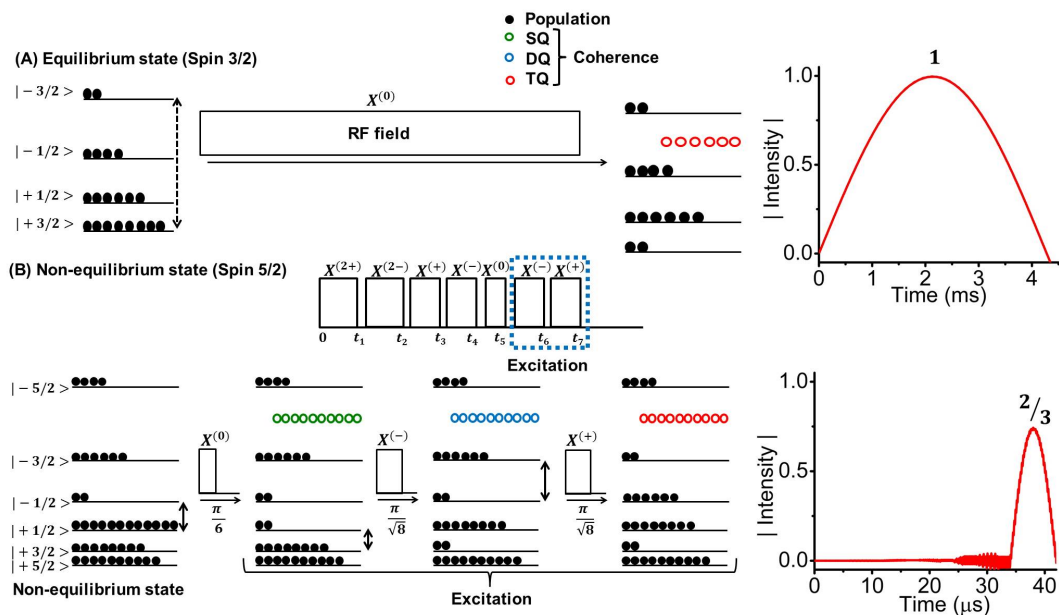 ● Population
○ SQ
○ DQ
○ TQ
Coherence
(A) Equilibrium state (Spin 3/2)
| − 3/2 >
| − 1/2 >
| + 1/2 >
| + 3/2 >
X⁽⁰⁾
RF field
1
| Intensity |
1.0
0.5
0.0
0 1 2 3 4
Time (ms)
(B) Non-equilibrium state (Spin 5/2)
X⁽²⁺⁾ X⁽²⁻⁾ X⁽⁺⁾ X⁽⁻⁾ X⁽⁰⁾ X⁽⁻⁾ X⁽⁺⁾
0 t₁ t₂ t₃ t₄ t₅ t₆ t₇
Excitation
| − 5/2 >
| − 3/2 >
| − 1/2 >
| + 1/2 >
| + 3/2 >
| + 5/2 >
Non-equilibrium state
X⁽⁰⁾
π/6
X⁽⁻⁾
π/√8
X⁽⁺⁾
π/√8
Excitation
2/3
| Intensity |
1.0
0.5
0.0
0 10 20 30 40
Time (μs)